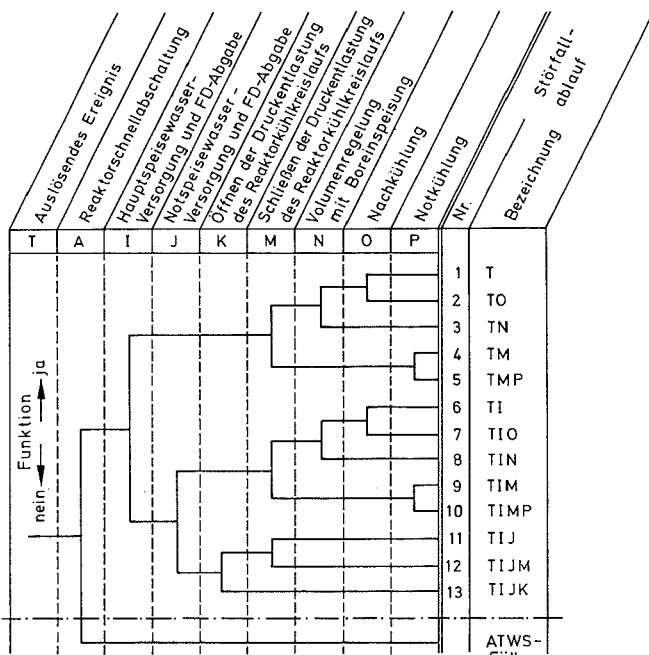 Auslösendes Ereignis
Reaktorschnellabschaltung
Hauptspeisewasser-
Versorgung und FD-Abgabe
Notspeisewasser-
Versorgung und FD-Abgabe
Öffnen der Druckentlastung
des Reaktorkühlkreislaufs
Schließen der Druckentlastung
des Reaktorkühlkreislaufs
Volumenregelung
mit Boreinspeisung
Nachkühlung
Notkühlung
Nr.
Störfall-
ablauf
Bezeichnung
T A I J K M N O P
1 T
2 TO
3 TN
4 TM
5 TMP
6 TI
7 TIO
8 TIN
9 TIM
10 TIMP
11 TIJ
12 TIJM
13 TIJK
ATWS-
Funktion
ja
nein